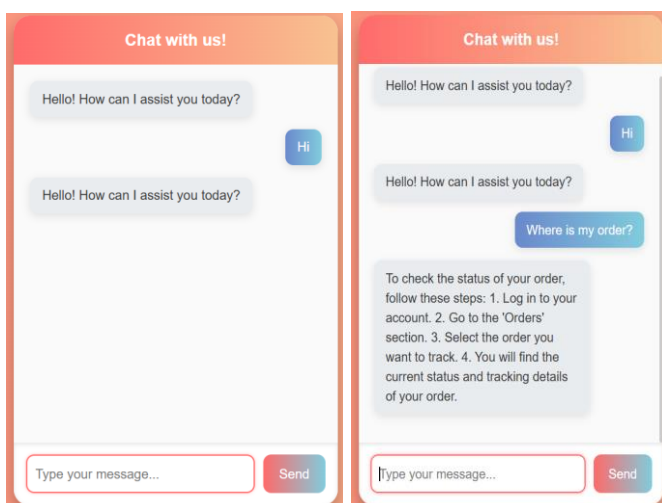 Chat with us!
Hello! How can I assist you today?
Hi
Hello! How can I assist you today?
Type your message...
Send
Chat with us!
Hello! How can I assist you today?
Hi
Hello! How can I assist you today?
Where is my order?
To check the status of your order,
follow these steps: 1. Log in to your
account. 2. Go to the 'Orders'
section. 3. Select the order you
want to track. 4. You will find the
current status and tracking details
of your order.
Type your message...
Send